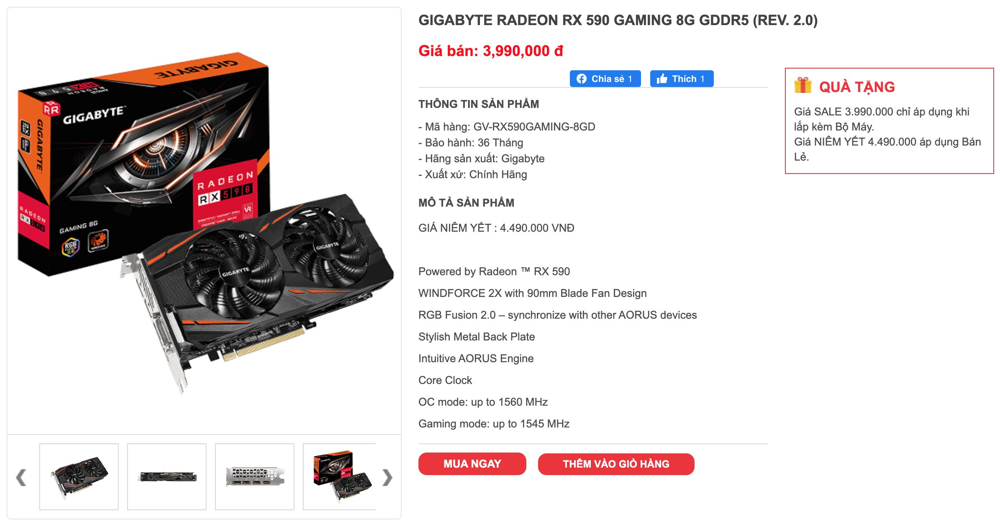 GIGABYTE RADEON RX 590 GAMING 8G GDDR5 (REV. 2.0)
Giá bán: 3,990,000 đ
Chia sẻ 1
Thích 1
THÔNG TIN SẢN PHẨM
- Mã hàng: GV-RX590GAMING-8GD
- Bảo hành: 36 Tháng
- Hãng sản xuất: Gigabyte
- Xuất xứ: Chính Hãng
MÔ TẢ SẢN PHẨM
GIÁ NIÊM YẾT : 4.490.000 VNĐ
Powered by Radeon ™ RX 590
WINDFORCE 2X with 90mm Blade Fan Design
RGB Fusion 2.0 – synchronize with other AORUS devices
Stylish Metal Back Plate
Intuitive AORUS Engine
Core Clock
OC mode: up to 1560 MHz
Gaming mode: up to 1545 MHz
MUA NGAY
THÊM VÀO GIỎ HÀNG
QUÀ TẶNG
Giá SALE 3.990.000 chỉ áp dụng khi
lắp kèm Bộ Máy.
Giá NIÊM YẾT 4.490.000 áp dụng Bán
Lẻ.
GIGABYTE
GIGABYTE™
GIGABYTE
RADEON
RX 590
VR
RADEON
RX 590
GAMING 8G
RGB
2.0
GIGABYTE
GIGABYTE